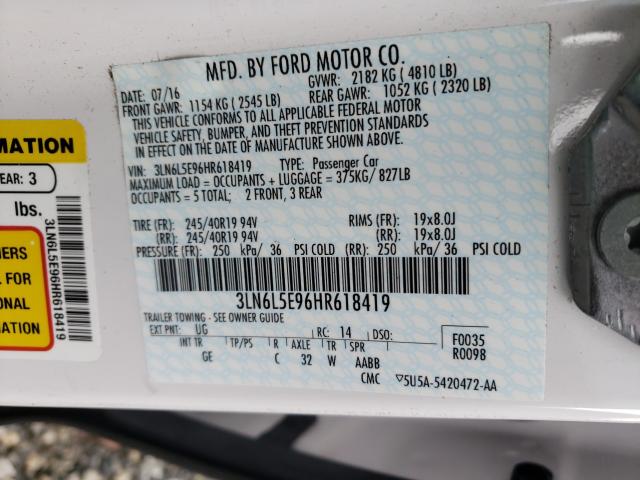 MFD. BY FORD MOTOR CO.
DATE: 07/16 GVWR: 2182 KG ( 4810 LB)
FRONT GAWR: 1154 KG ( 2545 LB) REAR GAWR: 1052 KG ( 2320 LB)
THIS VEHICLE CONFORMS TO ALL APPLICABLE FEDERAL MOTOR
VEHICLE SAFETY, BUMPER, AND THEFT PREVENTION STANDARDS
IN EFFECT ON THE DATE OF MANUFACTURE SHOWN ABOVE.
VIN: 3LN6L5E96HR618419 TYPE: Passenger Car
MAXIMUM LOAD = OCCUPANTS + LUGGAGE = 375KG/ 827LB
OCCUPANTS = 5 TOTAL; 2 FRONT, 3 REAR
TIRE (FR): 245/40R19 94V RIMS (FR): 19x8.0J
(RR): 245/40R19 94V (RR): 19x8.0J
PRESSURE (FR): 250 kPa/ 36 PSI COLD (RR): 250 kPa/ 36 PSI COLD
3LN6L5E96HR618419
TRAILER TOWING - SEE OWNER GUIDE
EXT PNT: UG RC: 14 DSO: F0035
INT TR TP/PS R AXLE TR SPR R0098
GE C 32 W AABB
CMC 5U5A-5420472-AA
MATION
EAR: 3
lbs.
3LN6L5E96HR618419
IERS
L FOR
ONAL
MATION